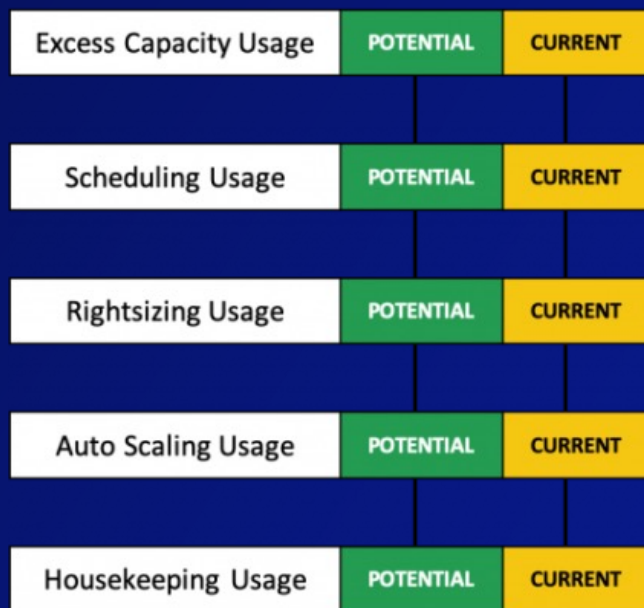 Excess Capacity Usage POTENTIAL CURRENT
Scheduling Usage POTENTIAL CURRENT
Rightsizing Usage POTENTIAL CURRENT
Auto Scaling Usage POTENTIAL CURRENT
Housekeeping Usage POTENTIAL CURRENT